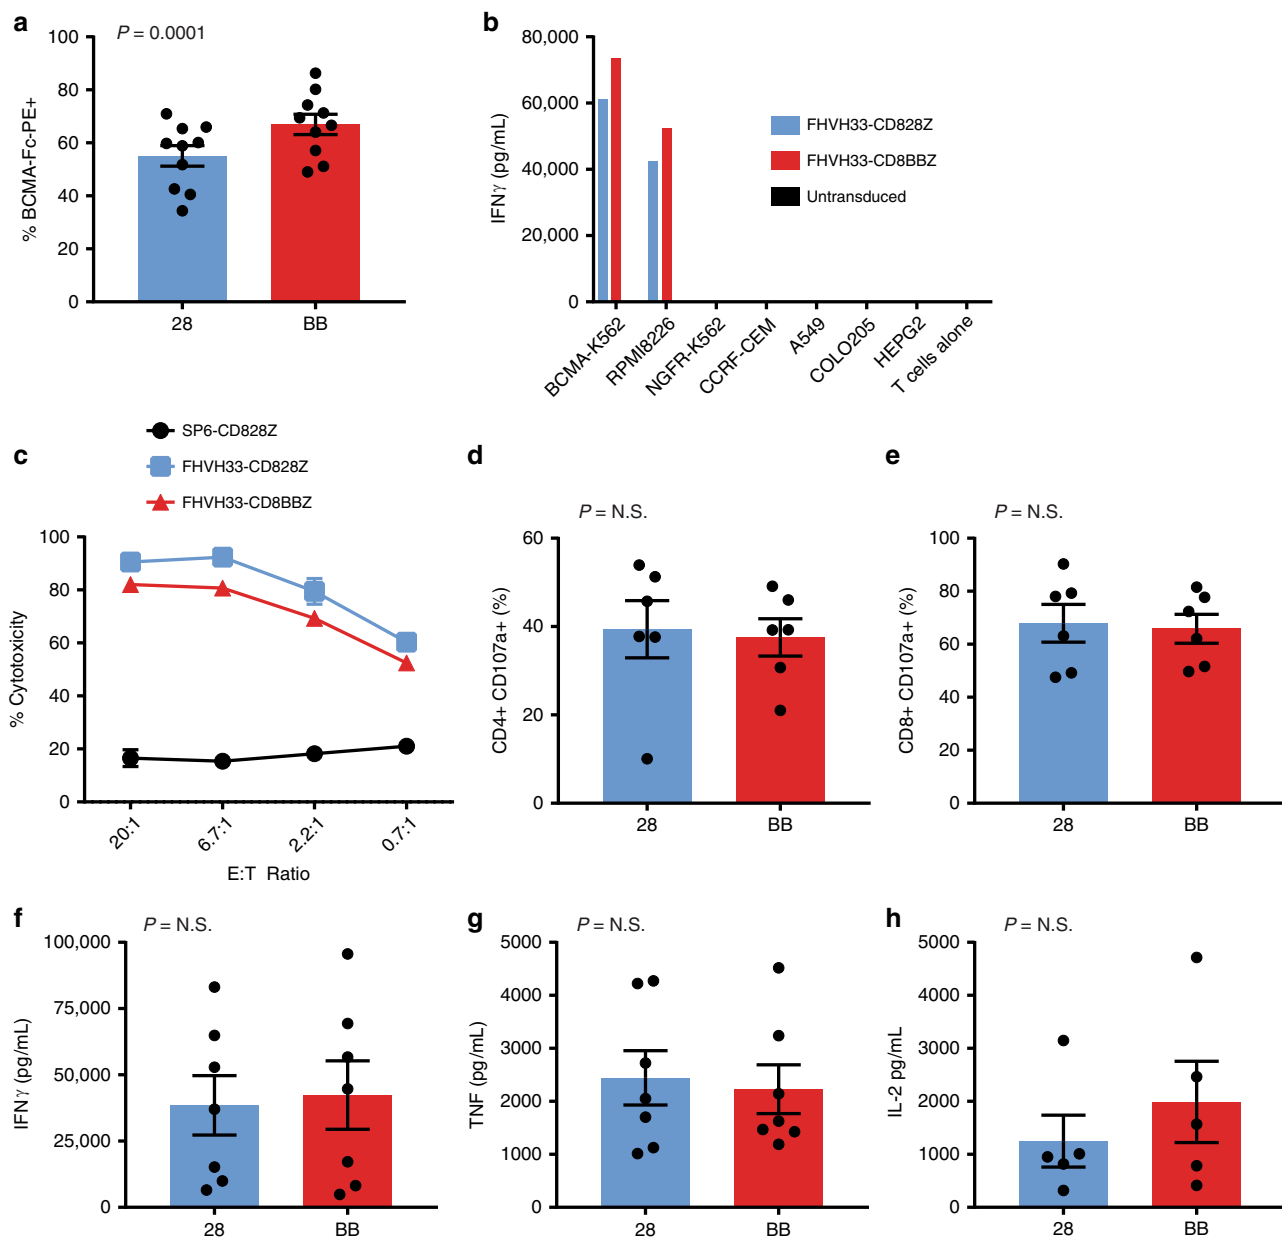 a
P = 0.0001
% BCMA-Fc-PE+
100
80
60
40
20
0
28
BB
b
IFNγ (pg/mL)
80,000
60,000
40,000
20,000
0
FHVH33-CD828Z
FHVH33-CD8BBZ
Untransduced
BCMA-K562
RPMI8226
NGFR-K562
CCRF-CEM
A549
COLO205
HEPG2
T cells alone
c
SP6-CD828Z
FHVH33-CD828Z
FHVH33-CD8BBZ
% Cytotoxicity
100
80
60
40
20
0
20:1
6.7:1
2.2:1
0.7:1
E:T Ratio
d
P = N.S.
CD4+ CD107a+ (%)
60
40
20
0
28
BB
e
P = N.S.
CD8+ CD107a+ (%)
100
80
60
40
20
0
28
BB
f
P = N.S.
IFNγ (pg/mL)
100,000
75,000
50,000
25,000
0
28
BB
g
P = N.S.
TNF (pg/mL)
5000
4000
3000
2000
1000
0
28
BB
h
P = N.S.
IL-2 pg/mL
5000
4000
3000
2000
1000
0
28
BB